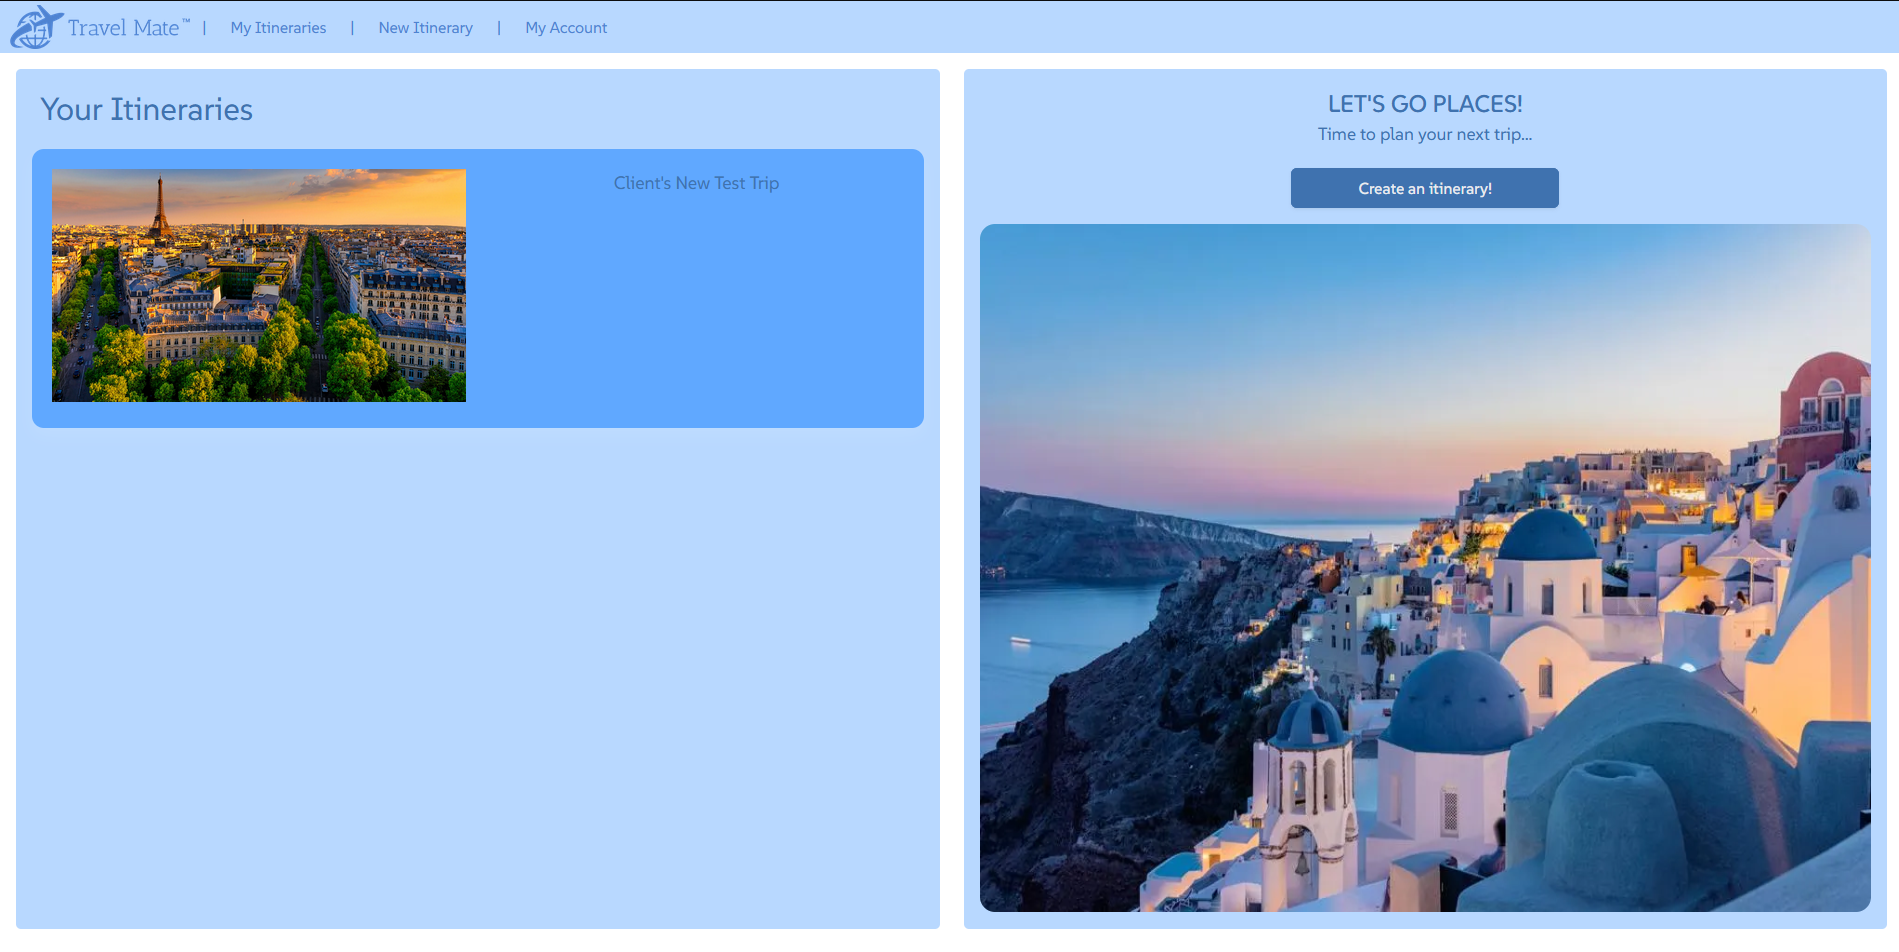 Travel Mate™ | My Itineraries | New Itinerary | My Account
Your Itineraries
Client's New Test Trip
LET'S GO PLACES!
Time to plan your next trip...
Create an itinerary!